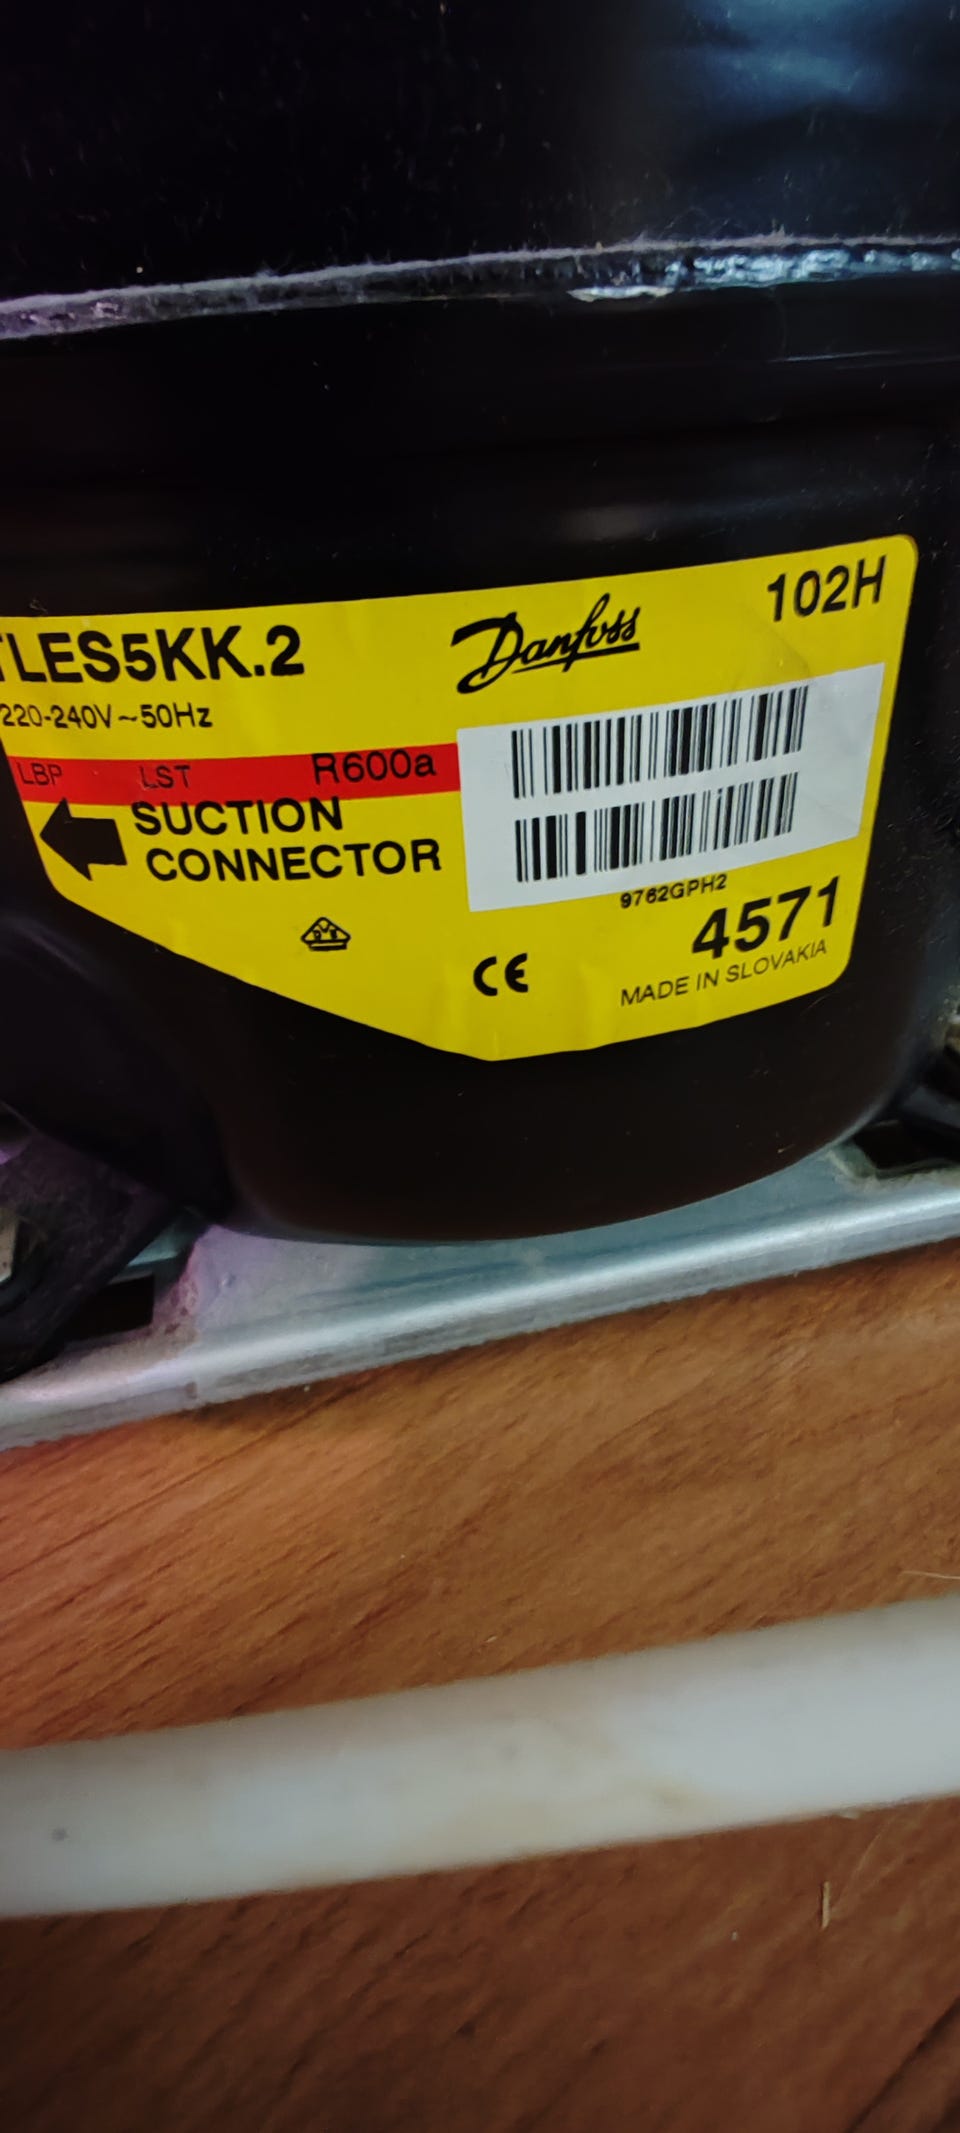 TLES5KK.2
Danfoss
102H
220-240V~50Hz
LBP LST R600a
SUCTION
CONNECTOR
9762GPH2
4571
CE
MADE IN SLOVAKIA